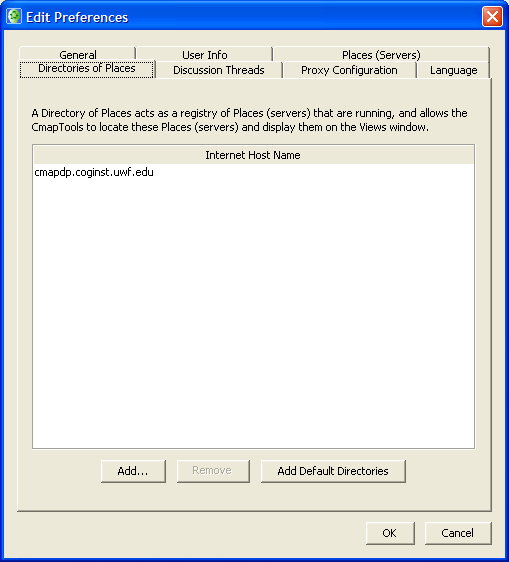 Edit Preferences
General
User Info
Places (Servers)
Directories of Places
Discussion Threads
Proxy Configuration
Language
A Directory of Places acts as a registry of Places (servers) that are running, and allows the
CmapTools to locate these Places (servers) and display them on the Views window.
Internet Host Name
cmapdp.coginst.uwf.edu
Add...
Remove
Add Default Directories
OK
Cancel